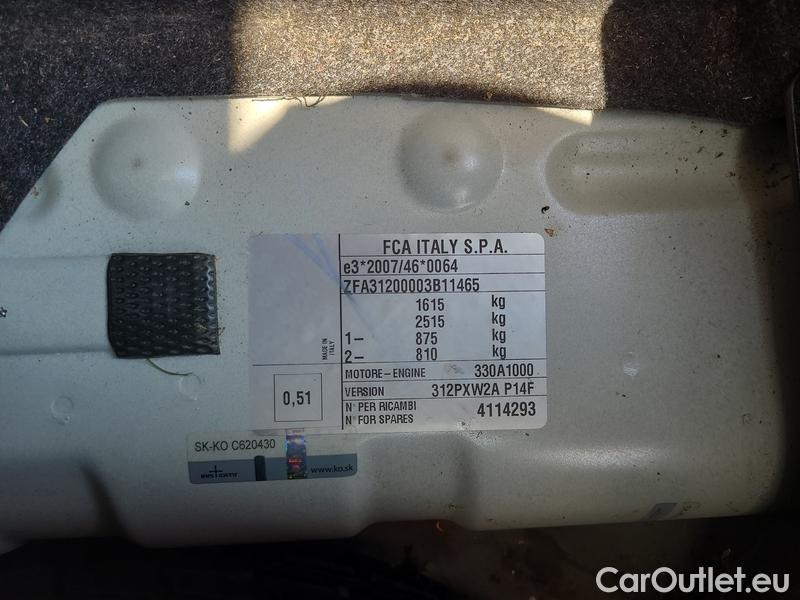 FCA ITALY S.P.A.
e3*2007/46*0064
ZFA31200003B11465
1615 kg
2515 kg
1– 875 kg
2– 810 kg
MADE IN ITALY
MOTORE – ENGINE 330A1000
VERSION 312PXW2A P14F
N° PER RICAMBI
N° FOR SPARES
4114293
0,51
SK-KO C620430
www.ko.sk
CarOutlet.eu